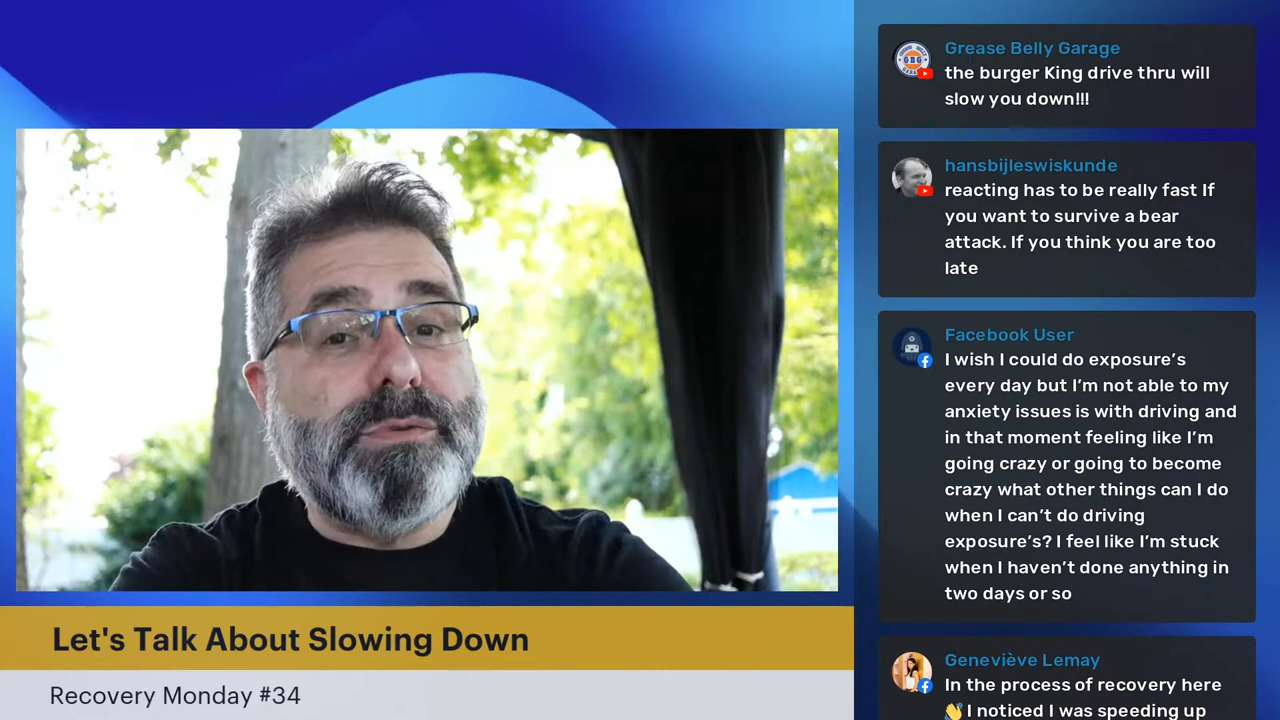 Grease Belly Garage
the burger King drive thru will
slow you down!!!
hansbijleswiskunde
reacting has to be really fast If
you want to survive a bear
attack. If you think you are too
late
Facebook User
I wish I could do exposure’s
every day but I’m not able to my
anxiety issues is with driving and
in that moment feeling like I’m
going crazy or going to become
crazy what other things can I do
when I can’t do driving
exposure’s? I feel like I’m stuck
when I haven’t done anything in
two days or so
Geneviève Lemay
In the process of recovery here
👋 I noticed I was speeding up
Let's Talk About Slowing Down
Recovery Monday #34
GBG